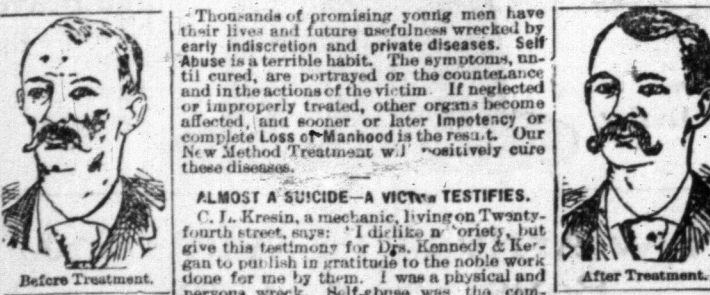 Thousands of promising young men have
their lives and future usefulness wrecked by
early indiscretion and private diseases. Self
Abuse is a terrible habit. The symptoms, un-
til cured, are portrayed on the countenance
and in the actions of the victim. If neglected
or improperly treated, other organs become
affected, and sooner or later Impotency or
complete Loss of Manhood is the result. Our
New Method Treatment will positively cure
these diseases.
ALMOST A SUICIDE—A VICTIM TESTIFIES.
C. L. Kresin, a mechanic, living on Twenty-
fourth street, says: "I dislike notoriety, but
give this testimony for Drs. Kennedy & Ker-
gan to publish in gratitude to the noble work
done for me by them. I was a physical and
wreck. Self-abuse was the com-
Before Treatment.
After Treatment.